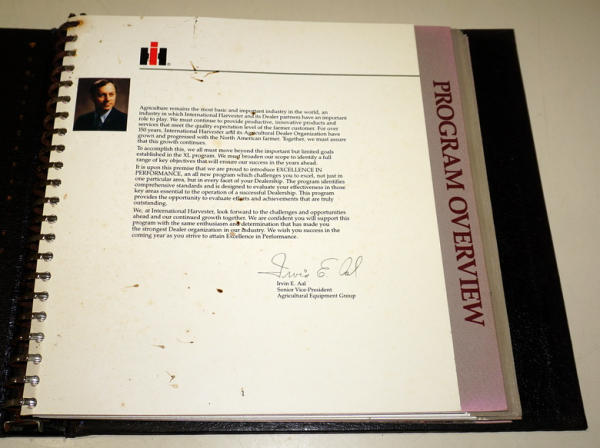 IH®
Agriculture remains the most basic and important industry in the world, an
industry in which International Harvester and its Dealer partners have an important
role to play. We must continue to provide productive, innovative products and
services that meet the quality expectation level of the farmer customer. For over
150 years, International Harvester and its Agricultural Dealer Organization have
grown and progressed with the North American farmer. Together, we must assure
that this growth continues.
To accomplish this, we all must move beyond the important but limited goals
established in the XL program. We must broaden our scope to identify a full
range of key objectives that will ensure our success in the years ahead.
It is upon this premise that we are proud to introduce EXCELLENCE IN
PERFORMANCE, an all new program which challenges you to excel, not just in
one particular area, but in every facet of your Dealership. The program identifies
comprehensive standards and is designed to evaluate your effectiveness in those
key areas essential to the operation of a successful Dealership. This program
provides the opportunity to evaluate efforts and achievements that are truly
outstanding.
We, at International Harvester, look forward to the challenges and opportunities
ahead and our continued growth together. We are confident you will support this
program with the same enthusiasm and determination that has made you
the strongest Dealer organization in our industry. We wish you success in the
coming year as you strive to attain Excellence in Performance.
Irvin E. Aal
Irvin E. Aal
Senior Vice-President
Agricultural Equipment Group
PROGRAM OVERVIEW